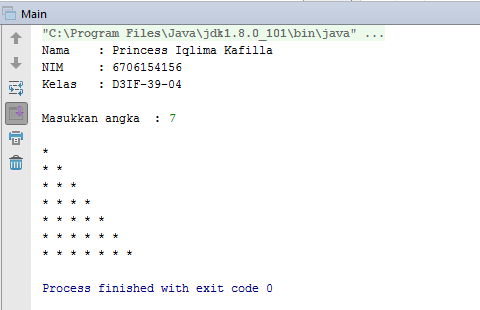 Main
"C:\Program Files\Java\jdk1.8.0_101\bin\java" ...
Nama    : Princess Iqlima Kafilla
NIM     : 6706154156
Kelas   : D3IF-39-04
Masukkan angka  : 7
*
* *
* * *
* * * *
* * * * *
* * * * * *
* * * * * * *
Process finished with exit code 0